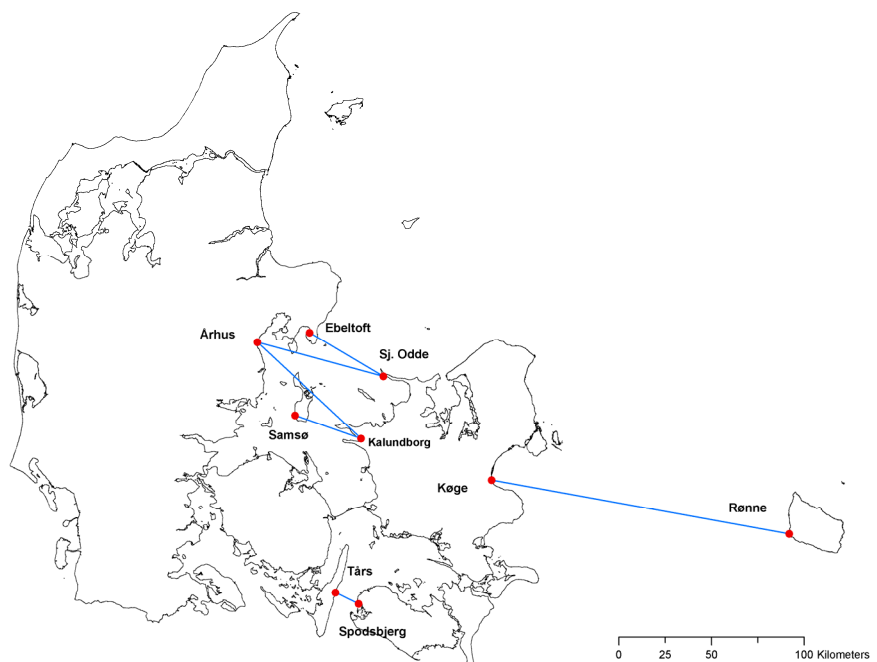 Ebeltoft
Århus
Sj. Odde
Samsø
Kalundborg
Køge
Rønne
Tårs
Spodsbjerg
0 25 50 100 Kilometers